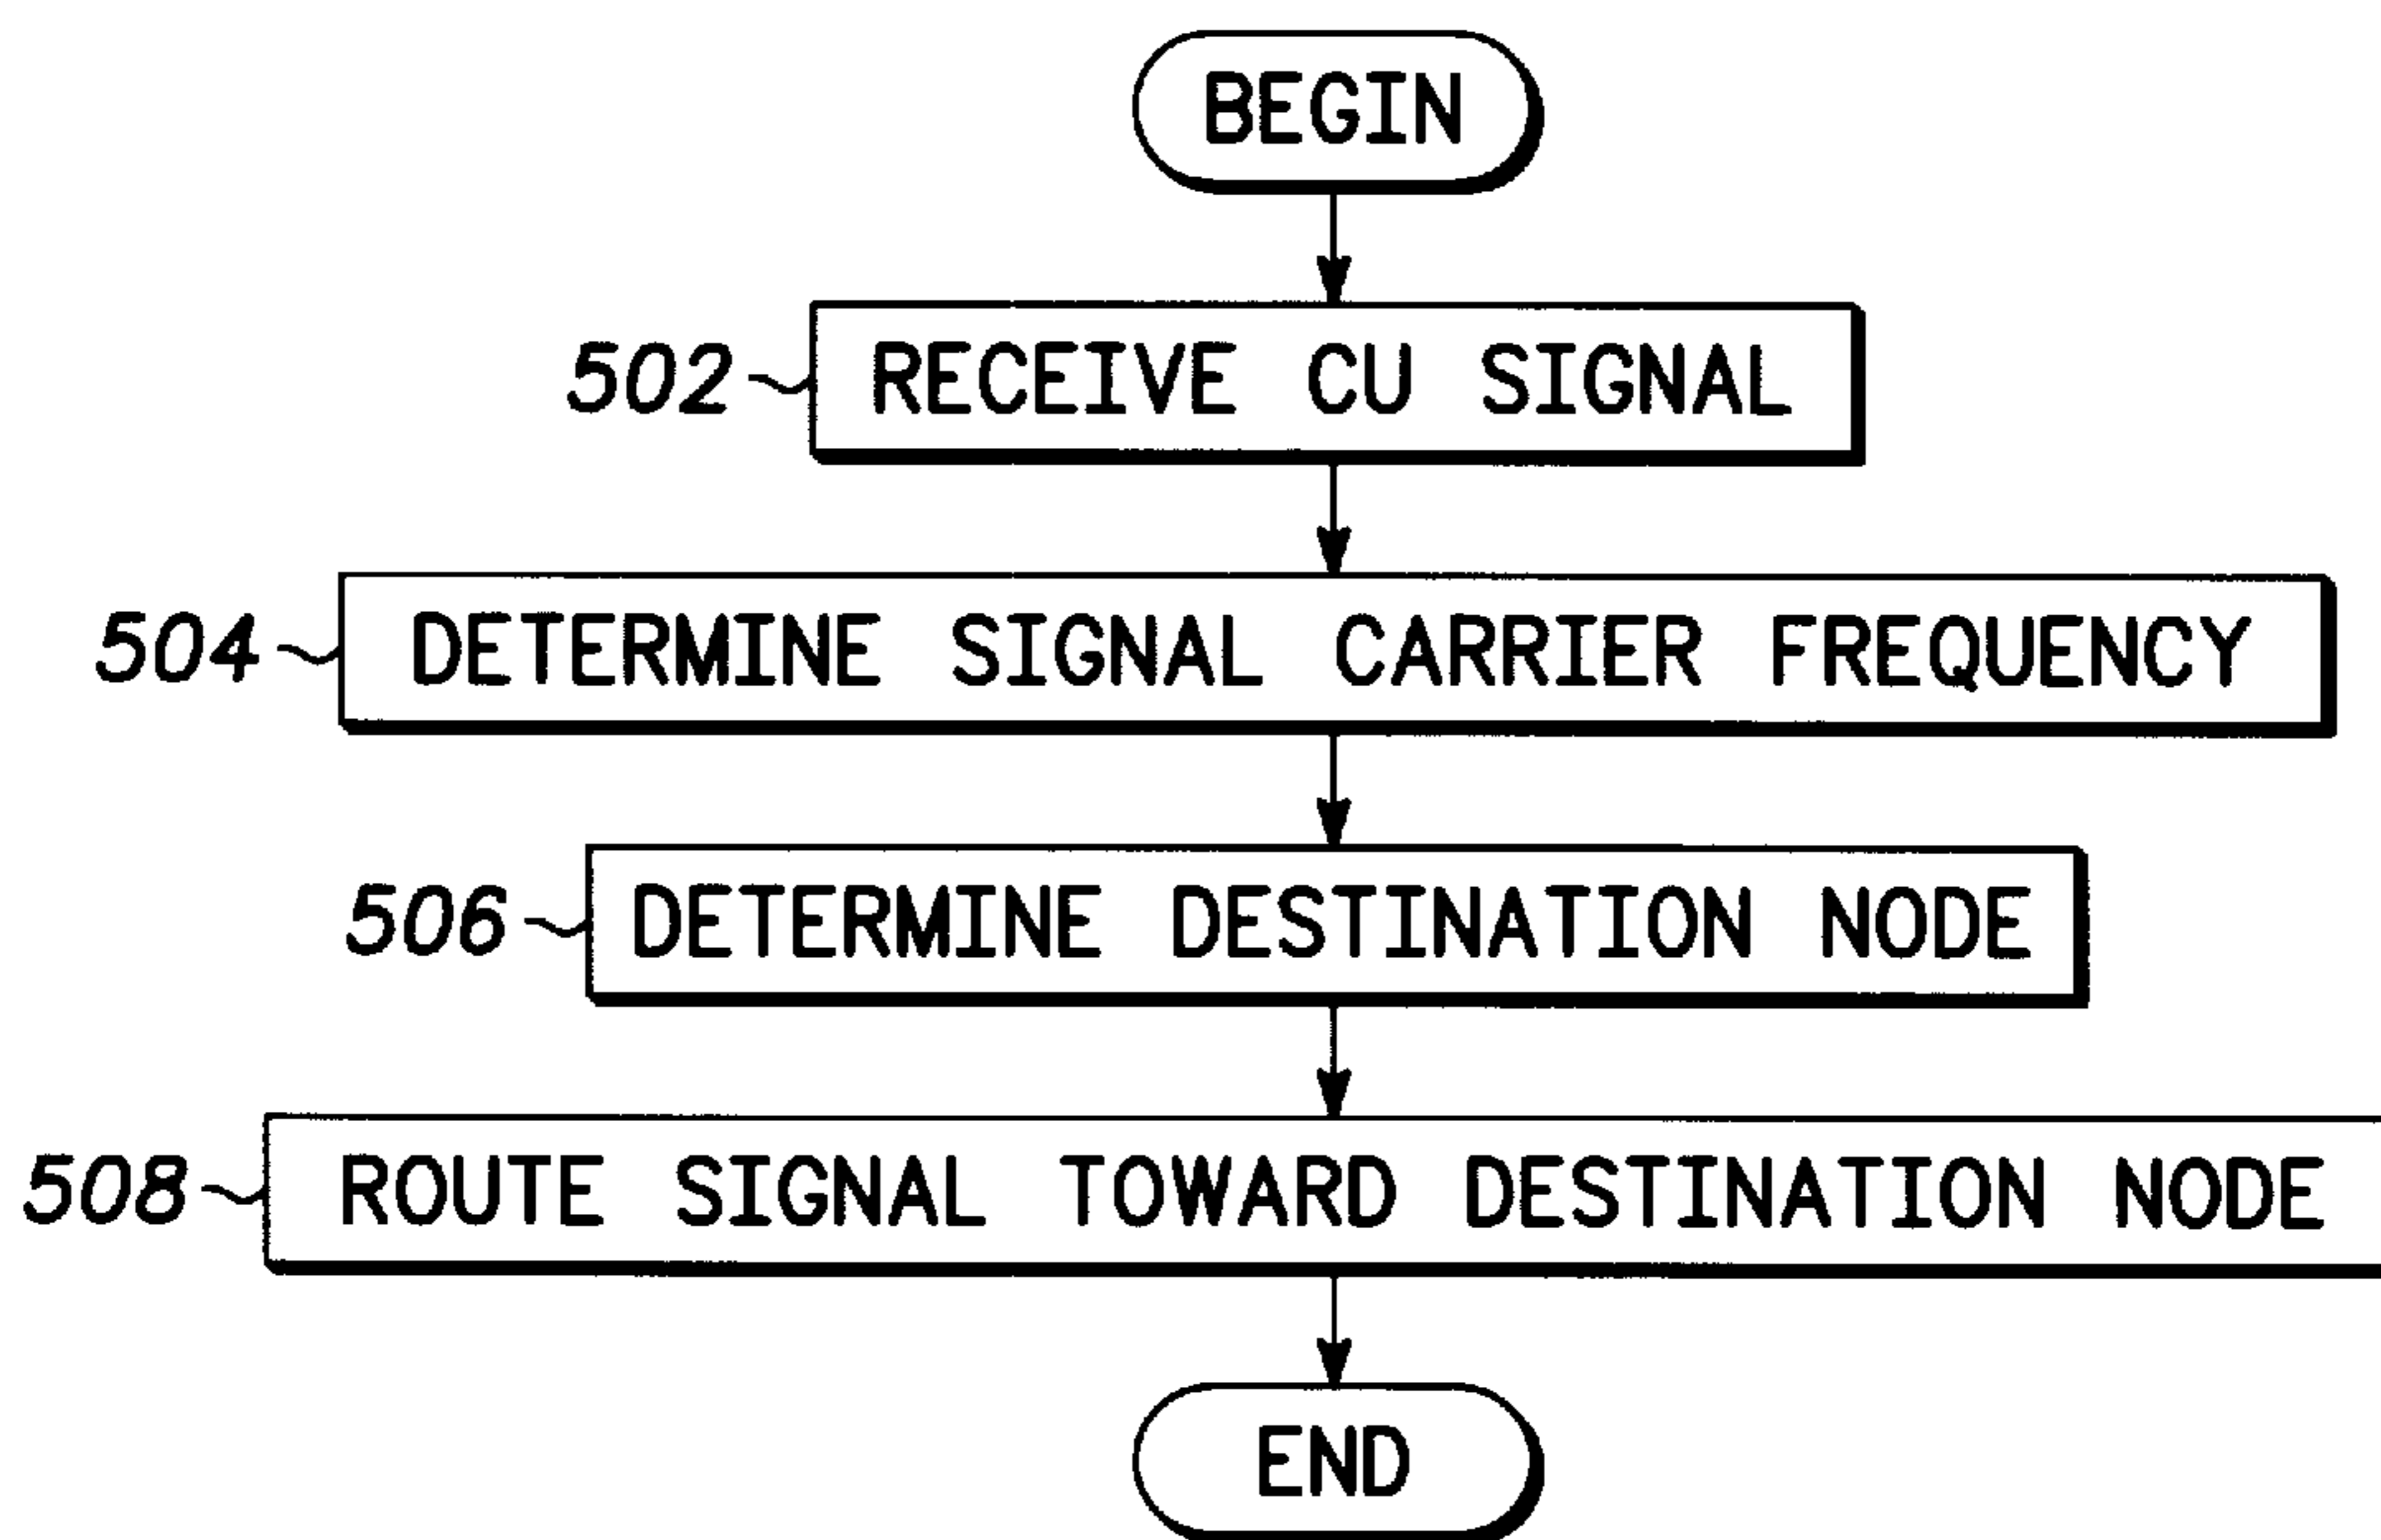 BEGIN
502 RECEIVE CU SIGNAL
504 DETERMINE SIGNAL CARRIER FREQUENCY
506 DETERMINE DESTINATION NODE
508 ROUTE SIGNAL TOWARD DESTINATION NODE
END